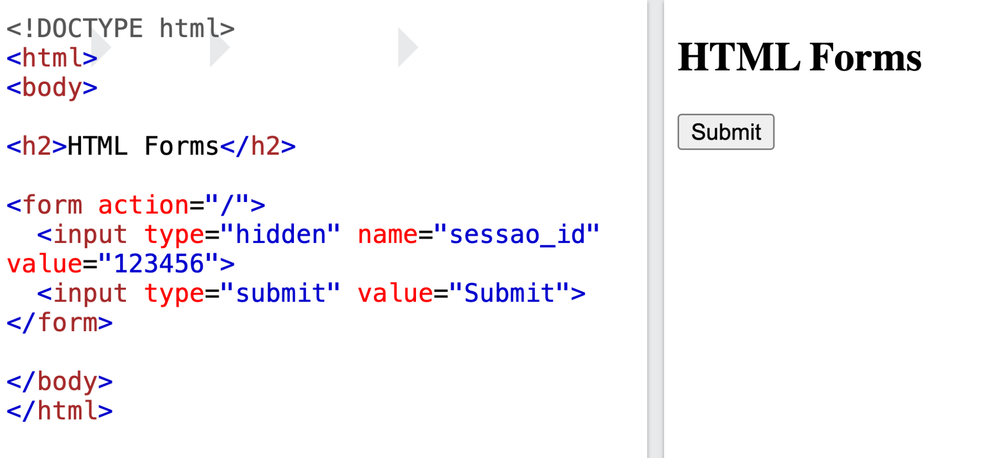 <!DOCTYPE html>
<html>
<body>
<h2>HTML Forms</h2>
<form action="/">
  <input type="hidden" name="sessao_id"
value="123456">
  <input type="submit" value="Submit">
</form>
</body>
</html>
HTML Forms
Submit